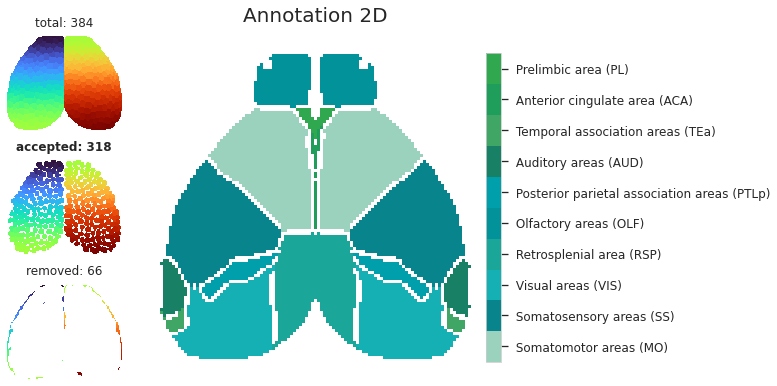 Annotation 2D
total: 384
accepted: 318
removed: 66
Prelimbic area (PL)
Anterior cingulate area (ACA)
Temporal association areas (TEa)
Auditory areas (AUD)
Posterior parietal association areas (PTLp)
Olfactory areas (OLF)
Retrosplenial area (RSP)
Visual areas (VIS)
Somatosensory areas (SS)
Somatomotor areas (MO)